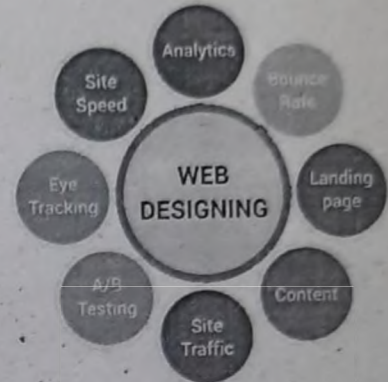 Analytics
Bounce
Rate
Landing
page
Content
Site
Traffic
A/B
Testing
Eye
Tracking
Site
Speed
WEB
DESIGNING